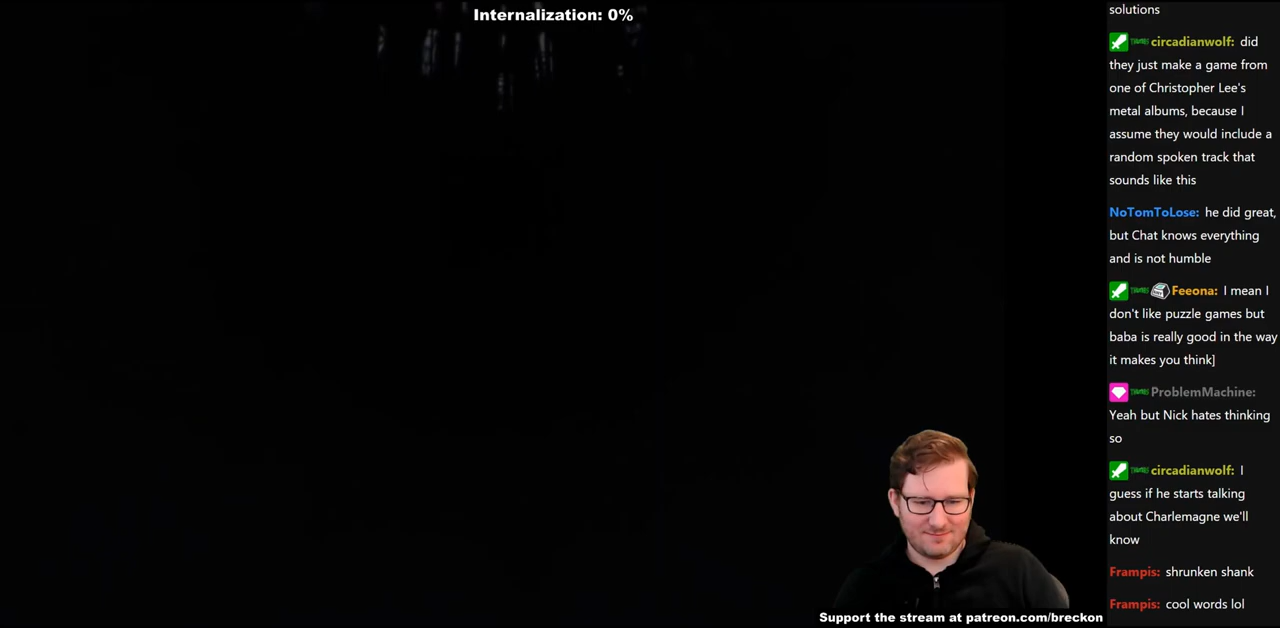 Internalization: 0%
solutions
circadianwolf: did
they just make a game from
one of Christopher Lee's
metal albums, because I
assume they would include a
random spoken track that
sounds like this
NoTomToLose: he did great,
but Chat knows everything
and is not humble
Feeona: I mean I
don't like puzzle games but
baba is really good in the way
it makes you think]
ProblemMachine:
Yeah but Nick hates thinking
so
circadianwolf: I
guess if he starts talking
about Charlemagne we'll
know
Frampis: shrunken shank
Frampis: cool words lol
Support the stream at patreon.com/breckon